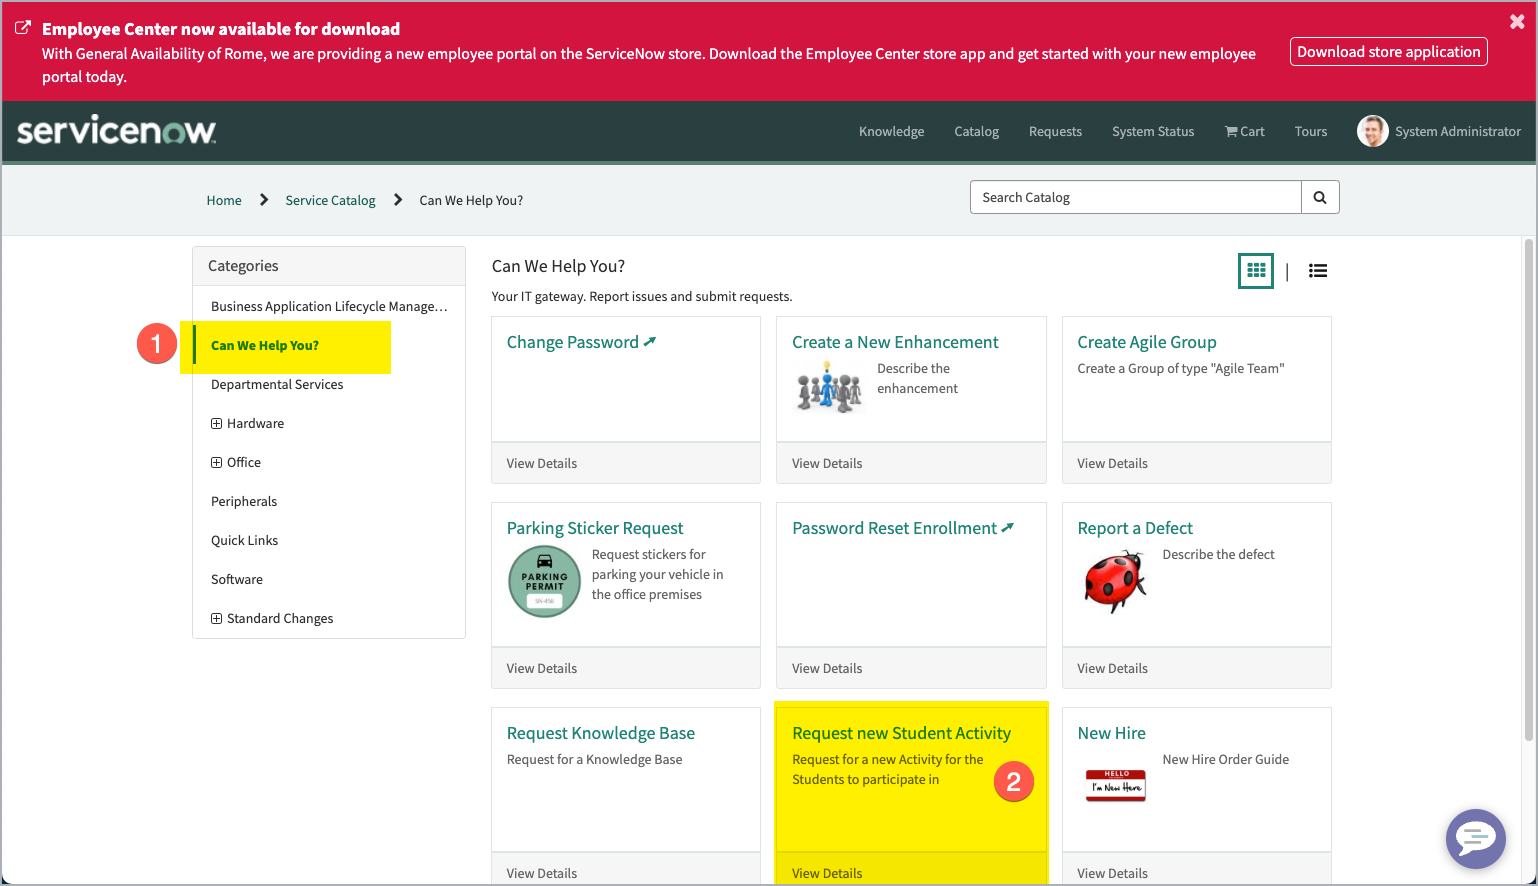 Employee Center now available for download
With General Availability of Rome, we are providing a new employee portal on the ServiceNow store. Download the Employee Center store app and get started with your new employee
portal today.
Download store application
servicenow
Knowledge
Catalog
Requests
System Status
Cart
Tours
System Administrator
Home
Service Catalog
Can We Help You?
Search Catalog
Categories
Business Application Lifecycle Manage...
1
Can We Help You?
Departmental Services
Hardware
Office
Peripherals
Quick Links
Software
Standard Changes
Can We Help You?
Your IT gateway. Report issues and submit requests.
Change Password
View Details
Create a New Enhancement
Describe the
enhancement
View Details
Create Agile Group
Create a Group of type "Agile Team"
View Details
Parking Sticker Request
PARKING
PERMIT
Request stickers for
parking your vehicle in
the office premises
View Details
Password Reset Enrollment
View Details
Report a Defect
Describe the defect
View Details
Request Knowledge Base
Request for a Knowledge Base
View Details
Request new Student Activity
Request for a new Activity for the
Students to participate in
2
View Details
New Hire
HELLO
I'm New Here
New Hire Order Guide
View Details